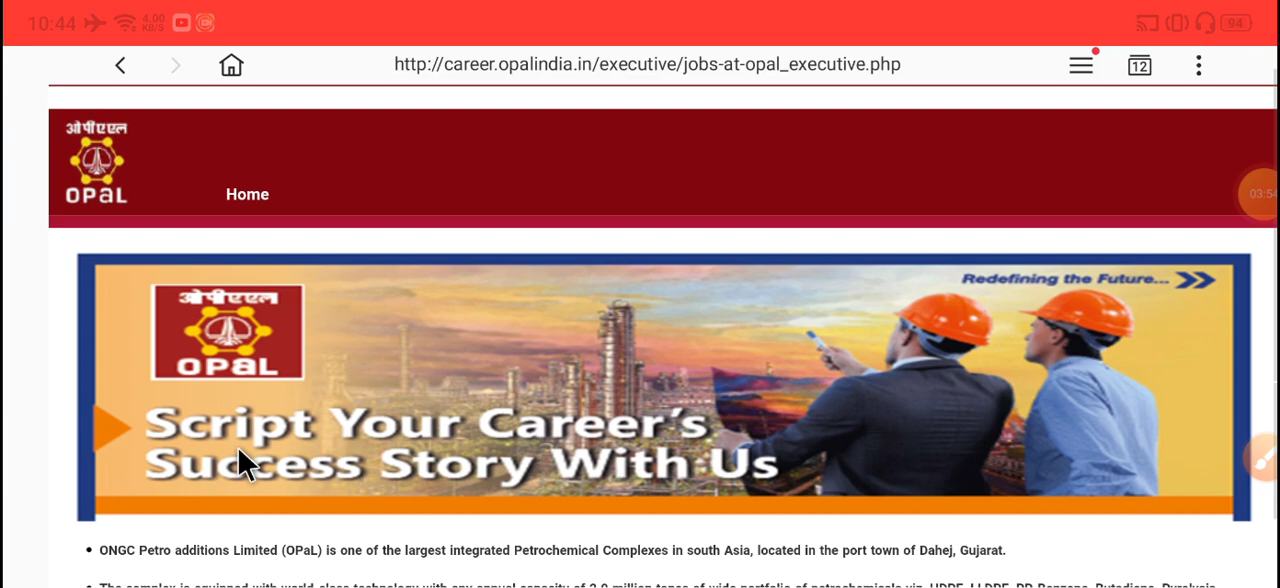 10:44 4.00 KB/S 94
http://career.opalindia.in/executive/jobs-at-opal_executive.php 12
ओपीएएल
OPaL
Home
03:54
Redefining the Future...
ओपीएएल
OPaL
Script Your Career's
Success Story With Us
• ONGC Petro additions Limited (OPaL) is one of the largest integrated Petrochemical Complexes in south Asia, located in the port town of Dahej, Gujarat.